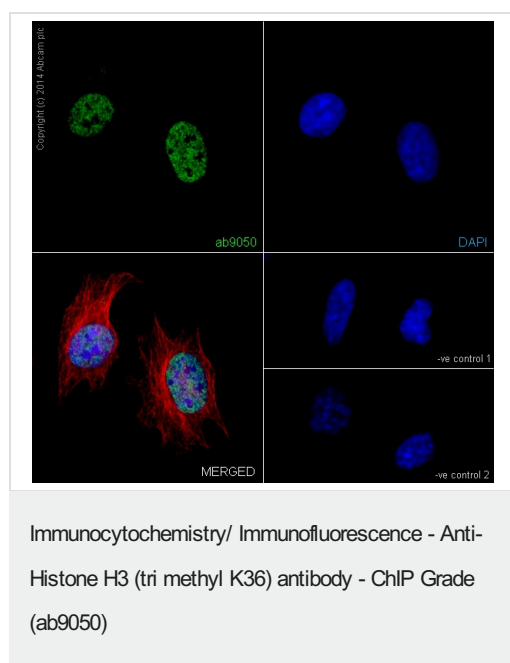 Copyright (c) 2014 Abcam plc
ab9050
DAPI
-ve control 1
MERGED
-ve control 2
Immunocytochemistry/ Immunofluorescence - Anti-
Histone H3 (tri methyl K36) antibody - ChIP Grade
(ab9050)